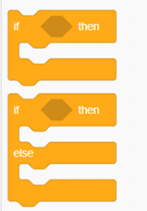 if then
if then
else